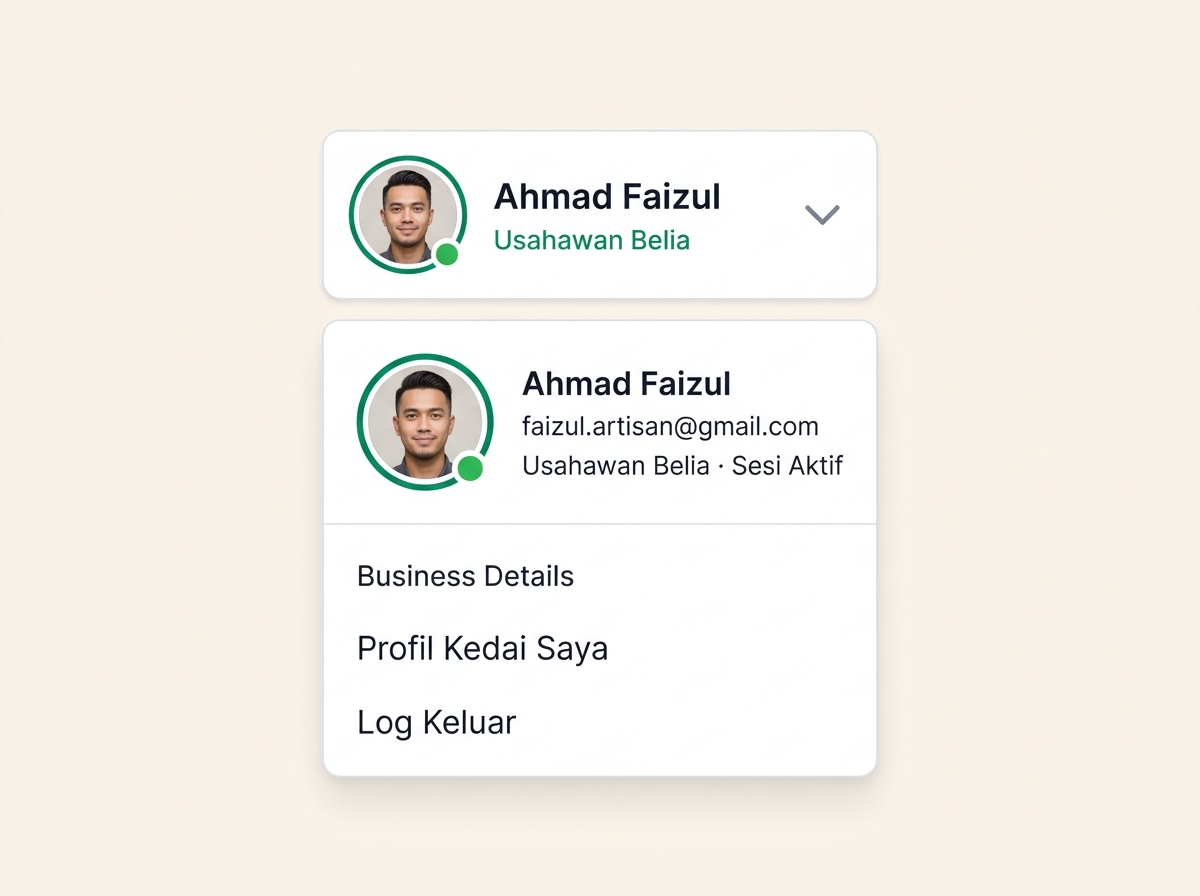 Ahmad Faizul
Usahawan Belia
Ahmad Faizul
faizul.artisan@gmail.com
Usahawan Belia · Sesi Aktif
Business Details
Profil Kedai Saya
Log Keluar